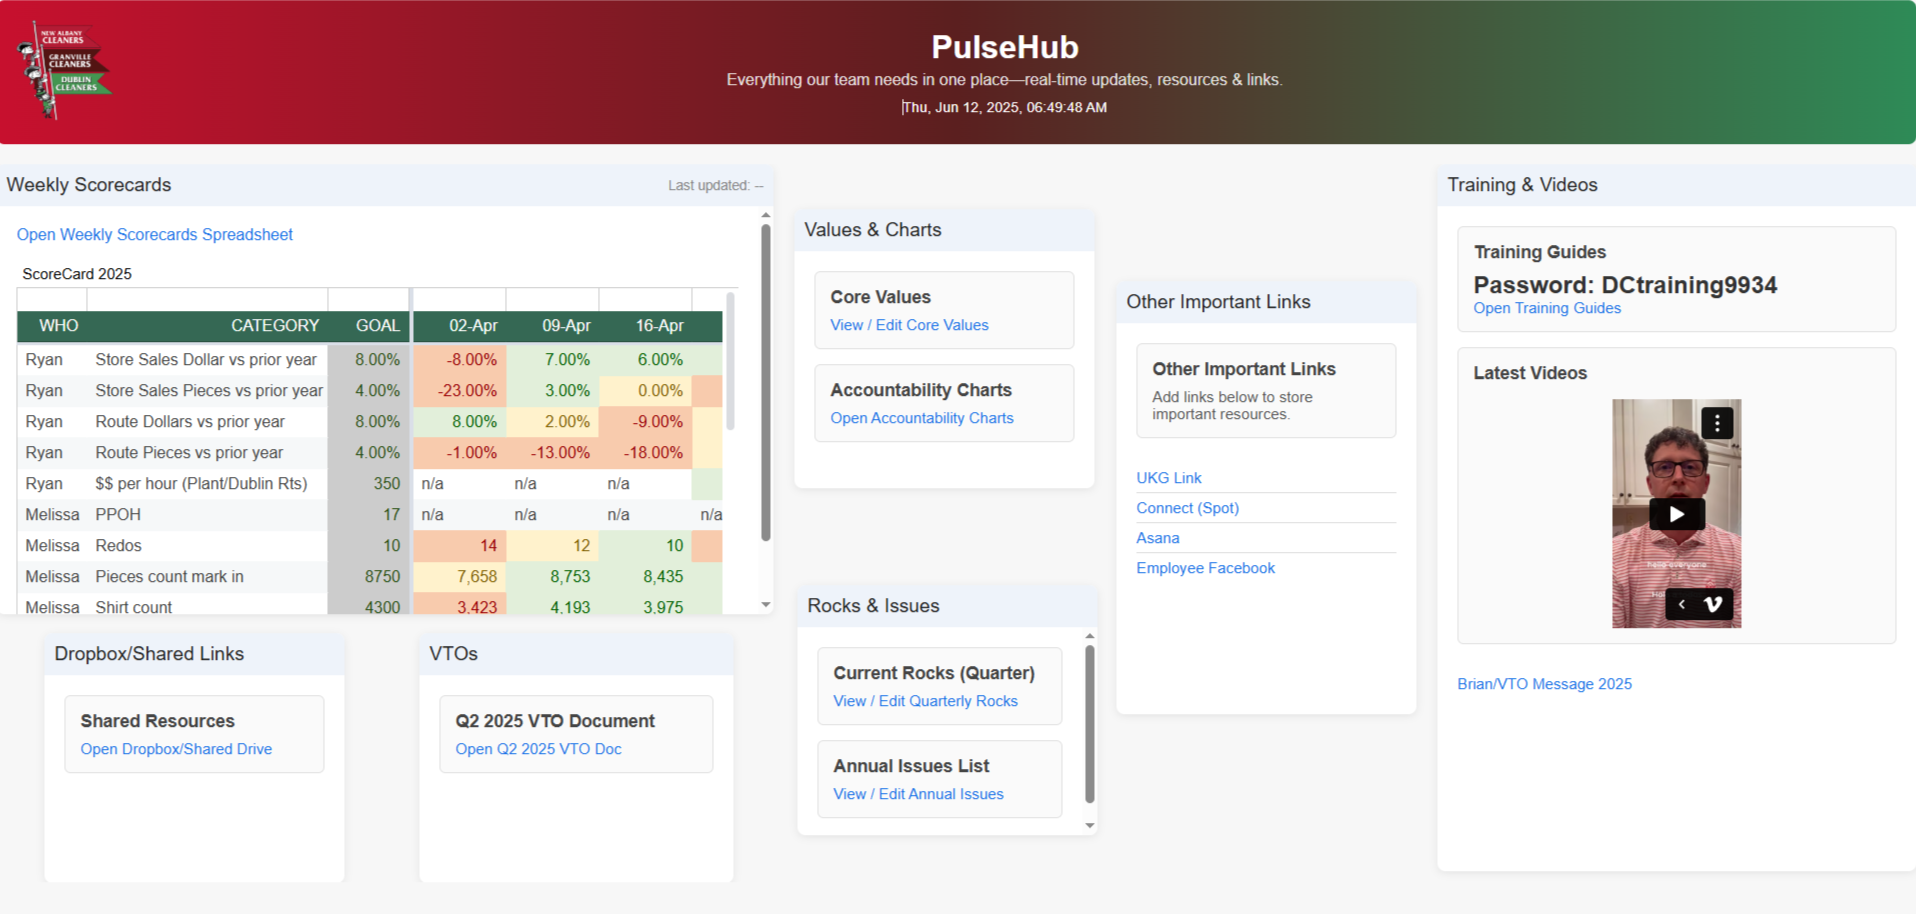 NEW ALBANY
CLEANERS
GRANVILLE
CLEANERS
DUBLIN
CLEANERS
PulseHub
Everything our team needs in one place—real-time updates, resources & links.
Thu, Jun 12, 2025, 06:49:48 AM
Weekly Scorecards
Last updated: --
Open Weekly Scorecards Spreadsheet
ScoreCard 2025
WHO CATEGORY GOAL 02-Apr 09-Apr 16-Apr
Ryan Store Sales Dollar vs prior year 8.00% -8.00% 7.00% 6.00%
Ryan Store Sales Pieces vs prior year 4.00% -23.00% 3.00% 0.00%
Ryan Route Dollars vs prior year 8.00% 8.00% 2.00% -9.00%
Ryan Route Pieces vs prior year 4.00% -1.00% -13.00% -18.00%
Ryan $$ per hour (Plant/Dublin Rts) 350 n/a n/a n/a
Melissa PPOH 17 n/a n/a n/a n/a
Melissa Redos 10 14 12 10
Melissa Pieces count mark in 8750 7,658 8,753 8,435
Melissa Shirt count 4300 3,423 4,193 3,975
Dropbox/Shared Links
Shared Resources
Open Dropbox/Shared Drive
VTOs
Q2 2025 VTO Document
Open Q2 2025 VTO Doc
Values & Charts
Core Values
View / Edit Core Values
Accountability Charts
Open Accountability Charts
Rocks & Issues
Current Rocks (Quarter)
View / Edit Quarterly Rocks
Annual Issues List
View / Edit Annual Issues
Other Important Links
Other Important Links
Add links below to store
important resources.
UKG Link
Connect (Spot)
Asana
Employee Facebook
Training & Videos
Training Guides
Password: DCtraining9934
Open Training Guides
Latest Videos
hello everyone
Brian/VTO Message 2025